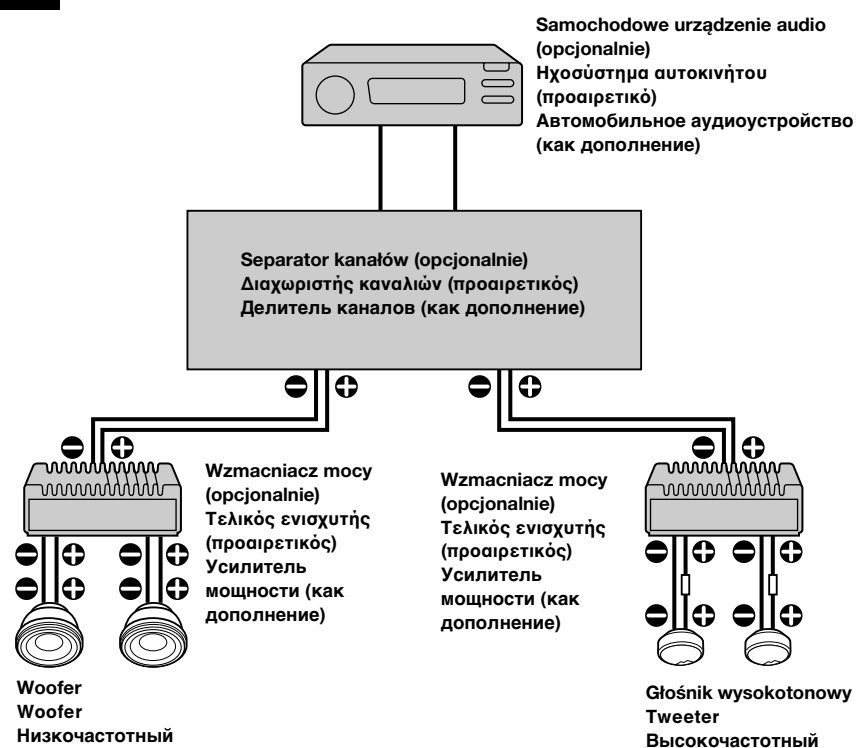 Samochodowe urządzenie audio
(opcjonalnie)
Ηχοσύστημα αυτοκινήτου
(προαιρετικό)
Автомобильное аудиоустройство
(как дополнение)
Separator kanałów (opcjonalnie)
Διαχωριστής καναλιών (προαιρετικός)
Делитель каналов (как дополнение)
Wzmacniacz mocy
(opcjonalnie)
Τελικός ενισχυτής
(προαιρετικός)
Усилитель
мощности (как
дополнение)
Wzmacniacz mocy
(opcjonalnie)
Τελικός ενισχυτής
(προαιρετικός)
Усилитель
мощности (как
дополнение)
Woofer
Woofer
Низкочастотный
Głośnik wysokotonowy
Tweeter
Высокочастотный